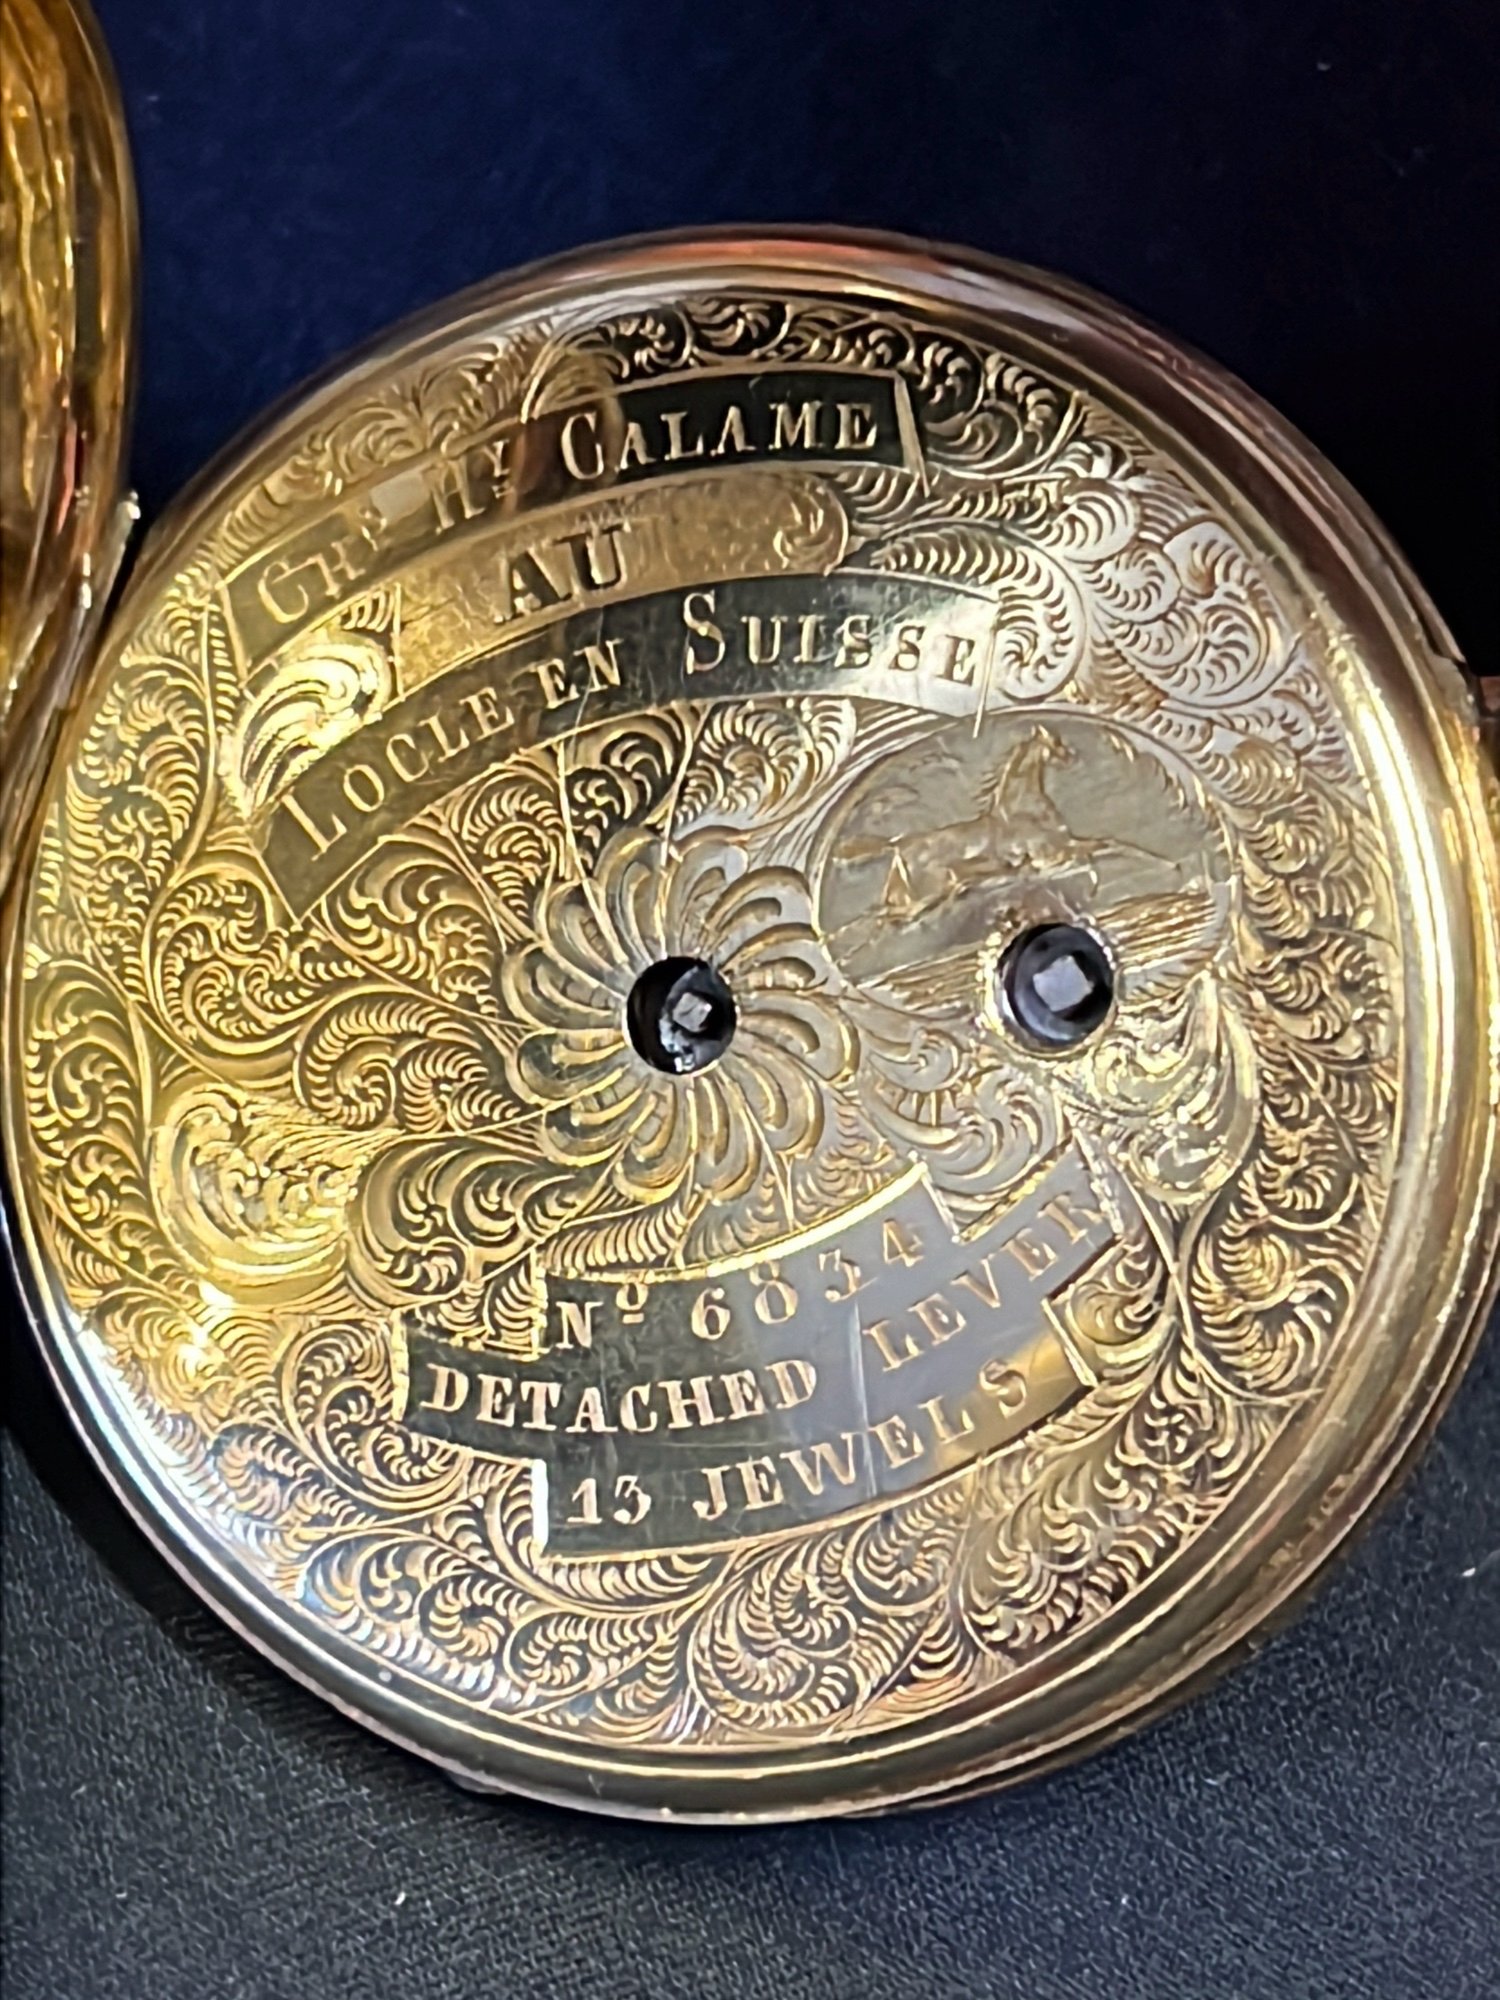 CHˢ Hʸ CALAME
AU
LOCLE EN SUISSE
Nº 6834
DETACHED LEVER
13 JEWELS